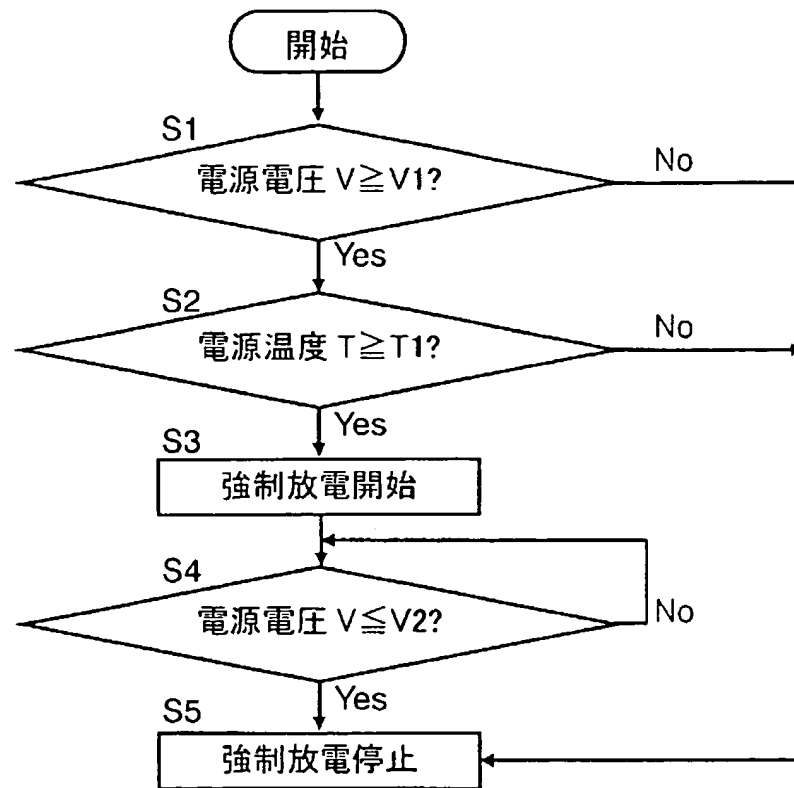 開始
S1
電源電圧 V≧V1?
No
Yes
S2
電源温度 T≧T1?
No
Yes
S3
強制放電開始
S4
電源電圧 V≦V2?
No
Yes
S5
強制放電停止